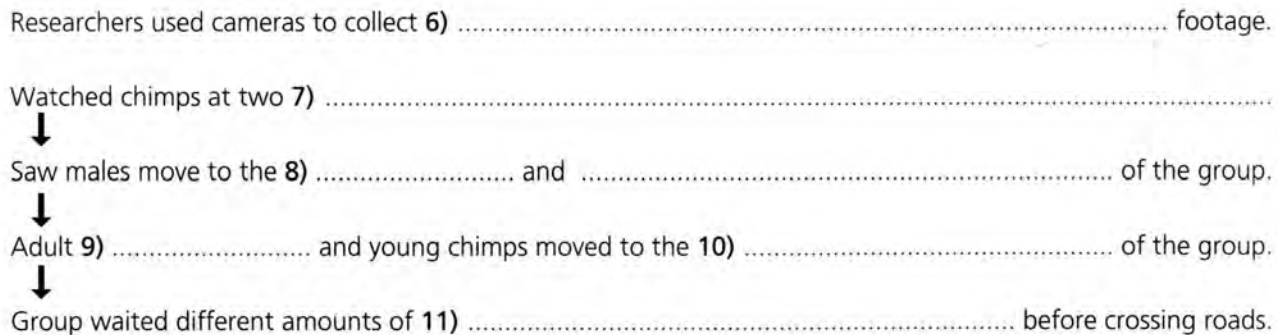 Researchers used cameras to collect 6) .................................................. footage.
Watched chimps at two 7) ..................................................
Saw males move to the 8) .......................... and .................................................. of the group.
Adult 9) .......................... and young chimps moved to the 10) .................................................. of the group.
Group waited different amounts of 11) .................................................. before crossing roads.